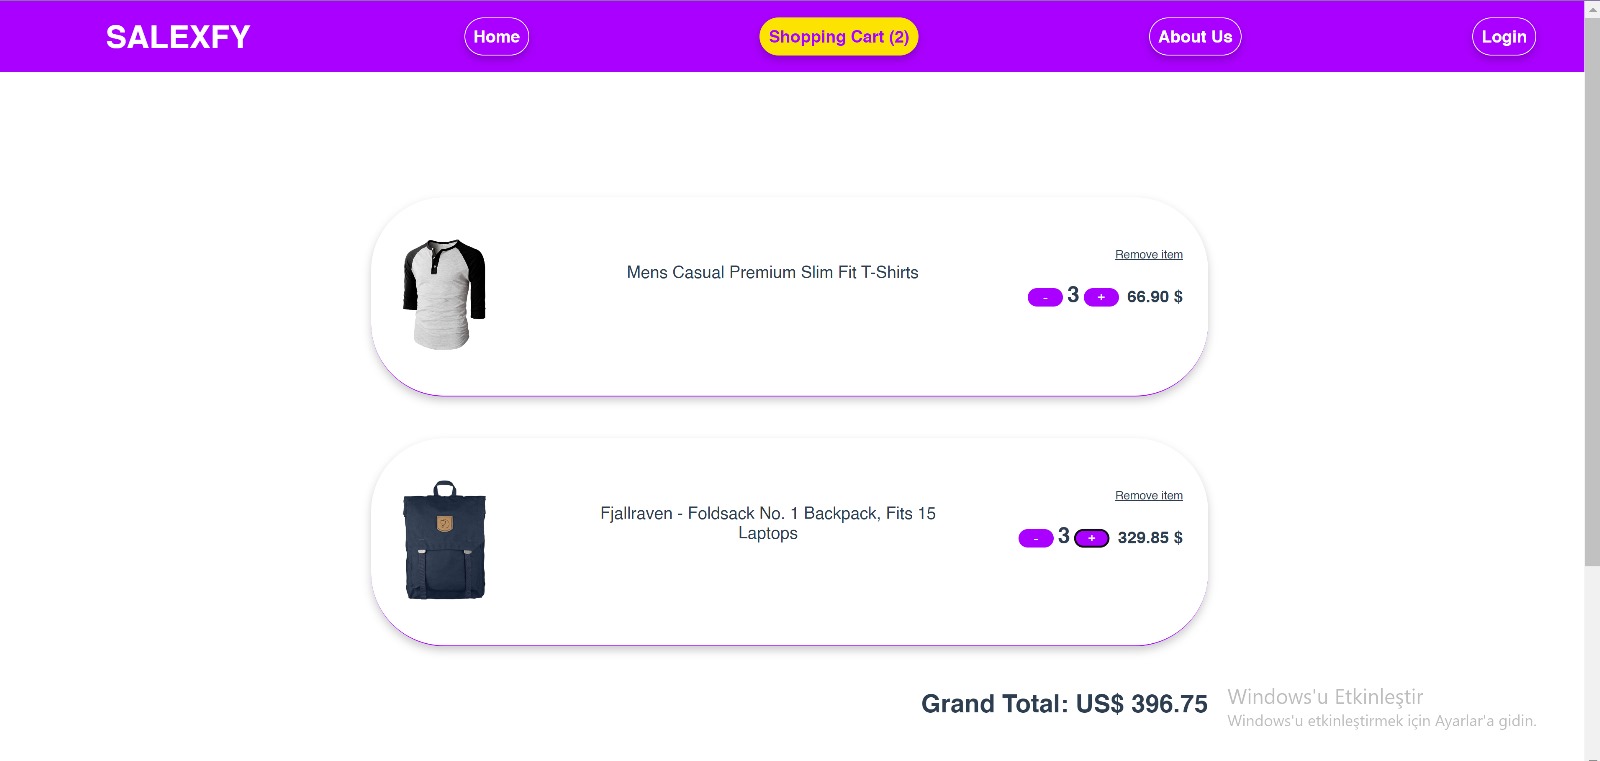 SALEXFY
Home
Shopping Cart (2)
About Us
Login
Remove item
Mens Casual Premium Slim Fit T-Shirts
- 3 + 66.90 $
Remove item
Fjallraven - Foldsack No. 1 Backpack, Fits 15
Laptops
- 3 + 329.85 $
Grand Total: US$ 396.75
Windows'u Etkinleştir
Windows'u etkinleştirmek için Ayarlar'a gidin.